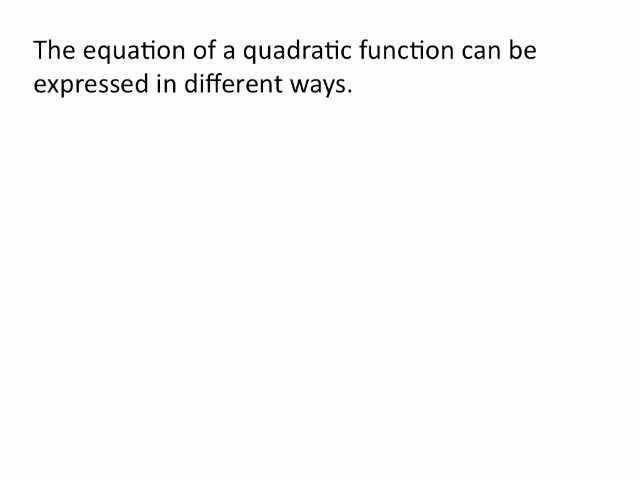 The equation of a quadratic function can be
expressed in different ways.